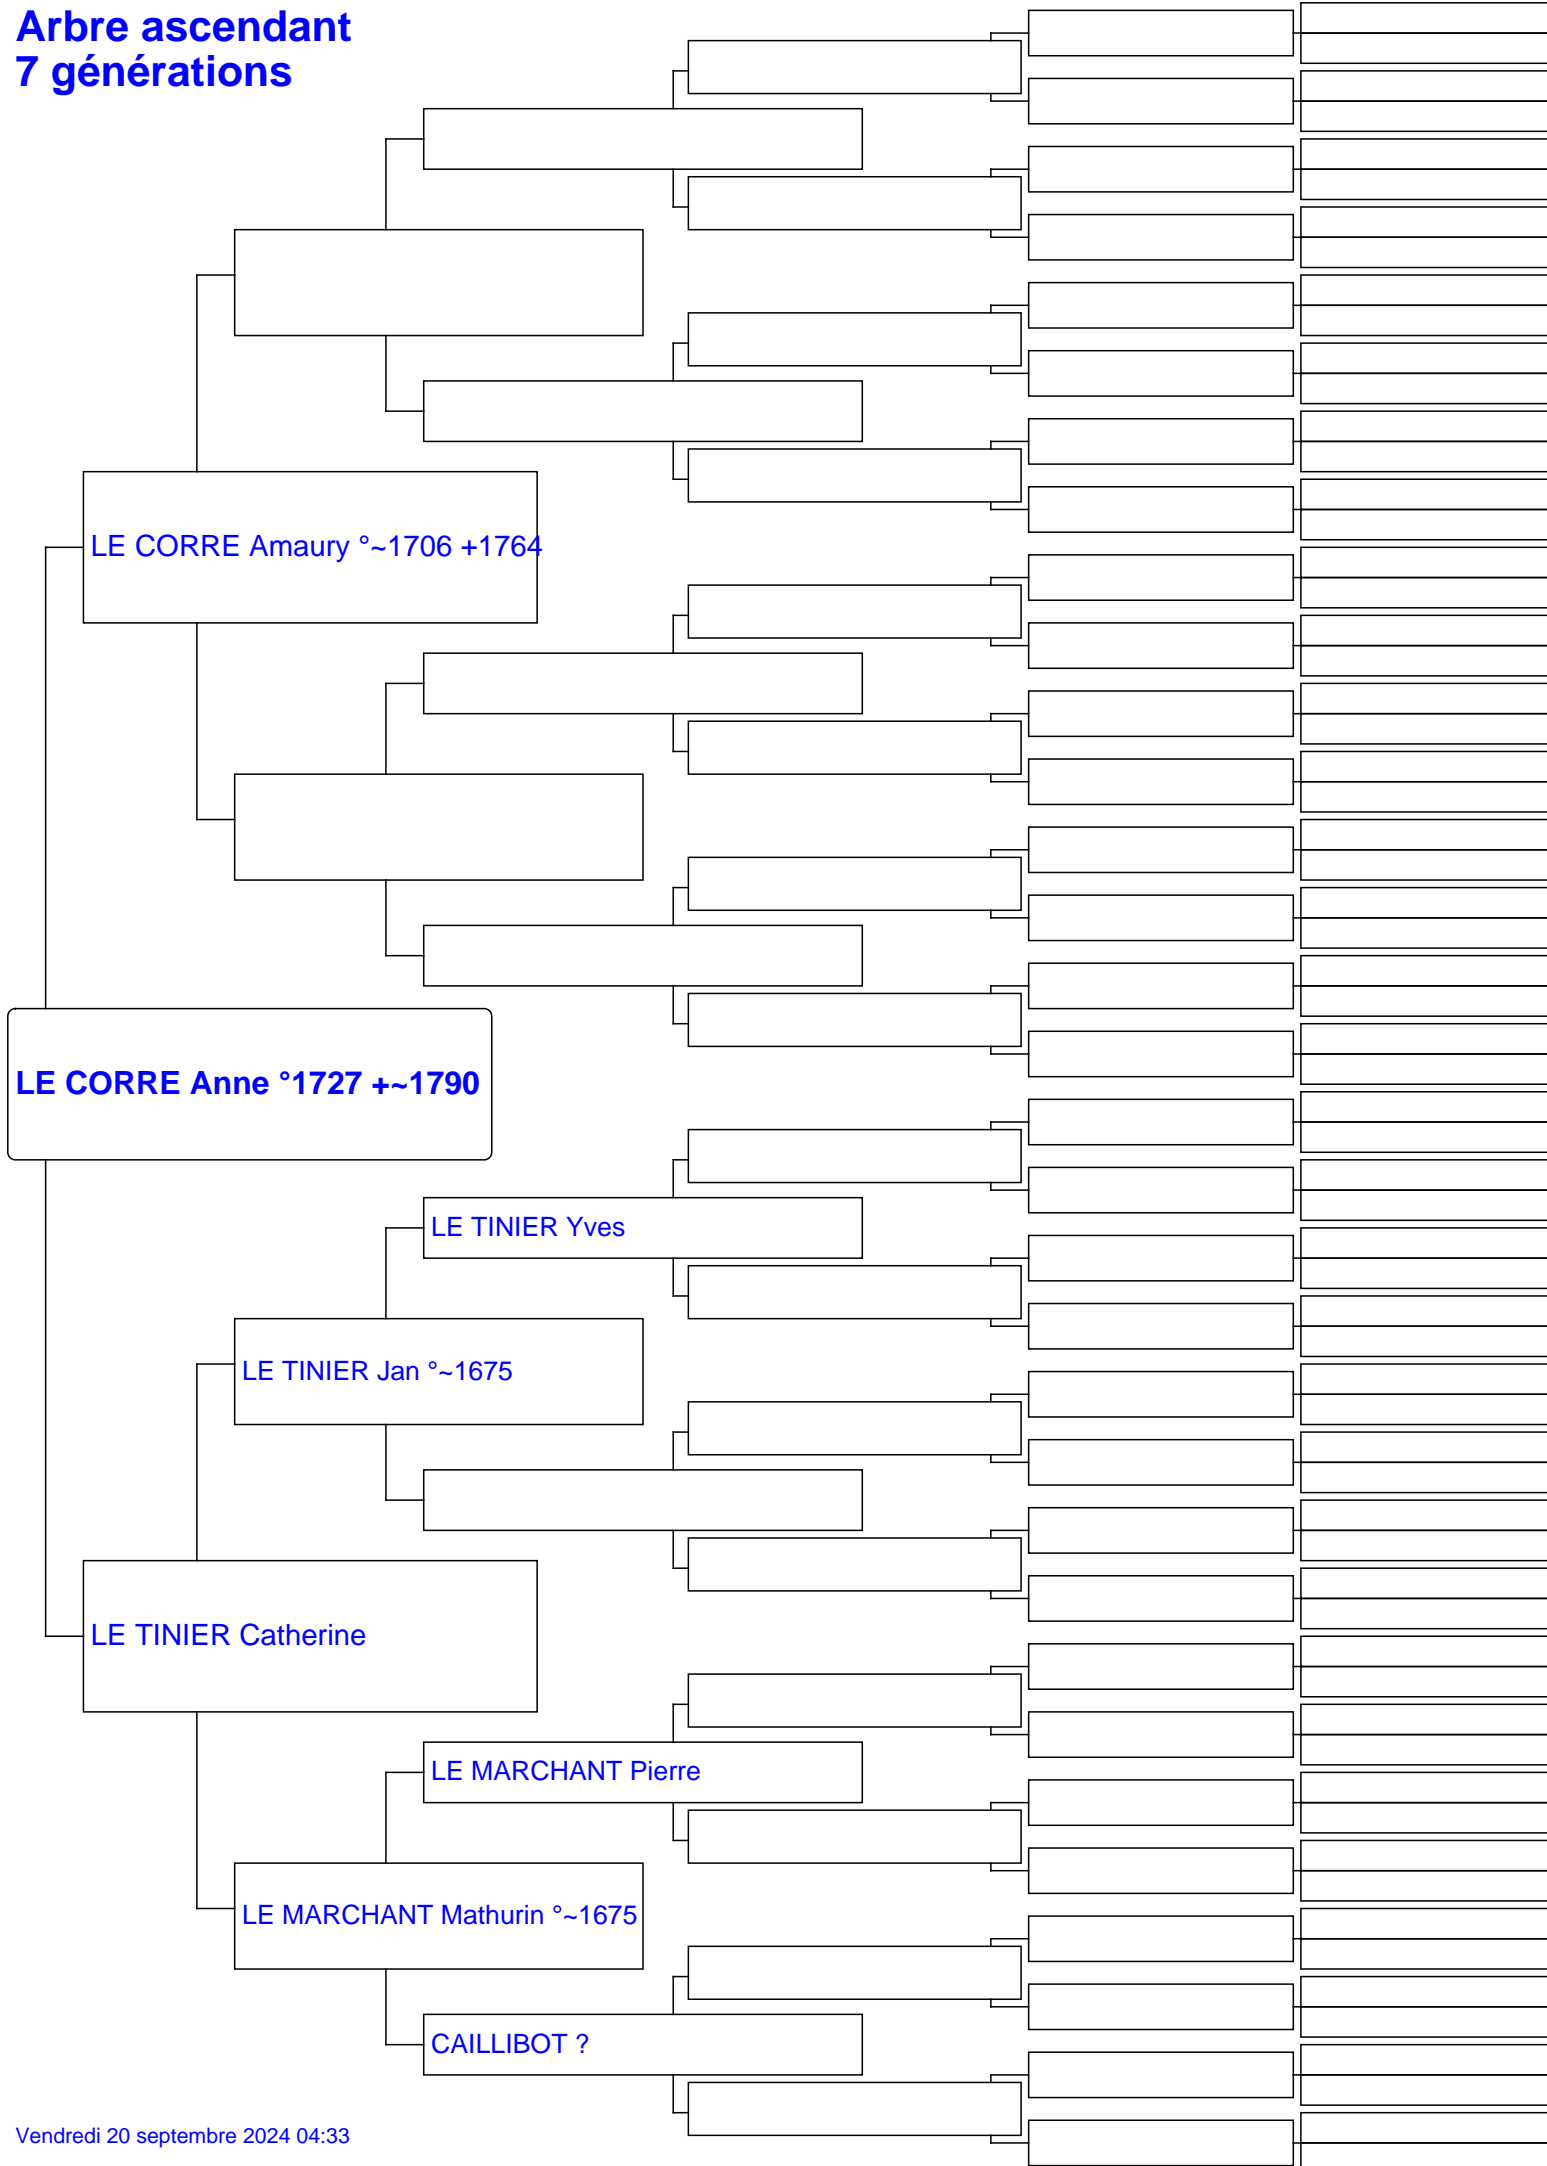 Arbre ascendant
7 générations
LE CORRE Amaury °~1706 +1764
LE CORRE Anne °1727 +~1790
LE TINIER Yves
LE TINIER Jan °~1675
LE TINIER Catherine
LE MARCHANT Pierre
LE MARCHANT Mathurin °~1675
CAILLIBOT ?
Vendredi 20 septembre 2024 04:33